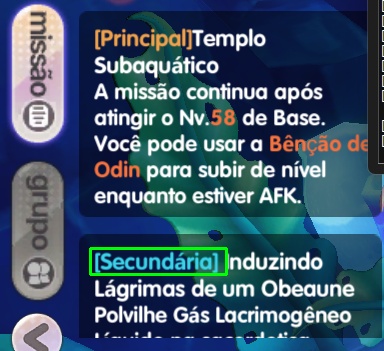 missão
grupo
[Principal]Templo
Subaquático
A missão continua após
atingir o Nv.58 de Base.
Você pode usar a Bênção de
Odin para subir de nível
enquanto estiver AFK.
[Secundária] Induzindo
Lágrimas de um Obeaune
Polvilhe Gás Lacrimogêneo